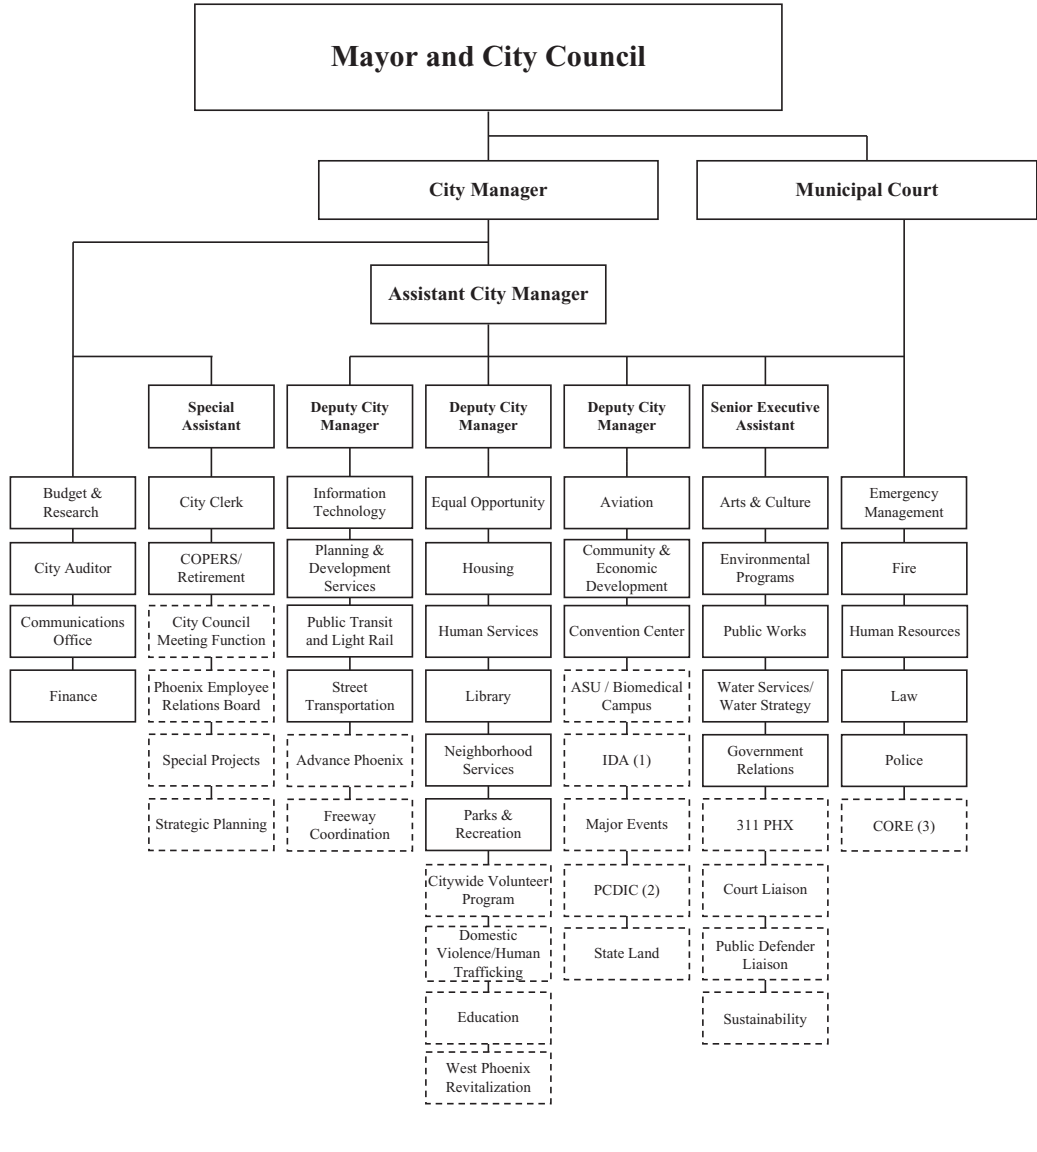 Mayor and City Council
City Manager
Municipal Court
Assistant City Manager
Special
Assistant
Deputy City
Manager
Deputy City
Manager
Deputy City
Manager
Senior Executive
Assistant
Budget &
Research
City Auditor
Communications
Office
Finance
City Clerk
COPERS/
Retirement
City Council
Meeting Function
Phoenix Employee
Relations Board
Special Projects
Strategic Planning
Information
Technology
Planning &
Development
Services
Public Transit
and Light Rail
Street
Transportation
Advance Phoenix
Freeway
Coordination
Equal Opportunity
Housing
Human Services
Library
Neighborhood
Services
Parks &
Recreation
Citywide Volunteer
Program
Domestic
Violence/Human
Trafficking
Education
West Phoenix
Revitalization
Aviation
Community &
Economic
Development
Convention Center
ASU / Biomedical
Campus
IDA (1)
Major Events
PCDIC (2)
State Land
Arts & Culture
Environmental
Programs
Public Works
Water Services/
Water Strategy
Government
Relations
311 PHX
Court Liaison
Public Defender
Liaison
Sustainability
Emergency
Management
Fire
Human Resources
Law
Police
CORE (3)